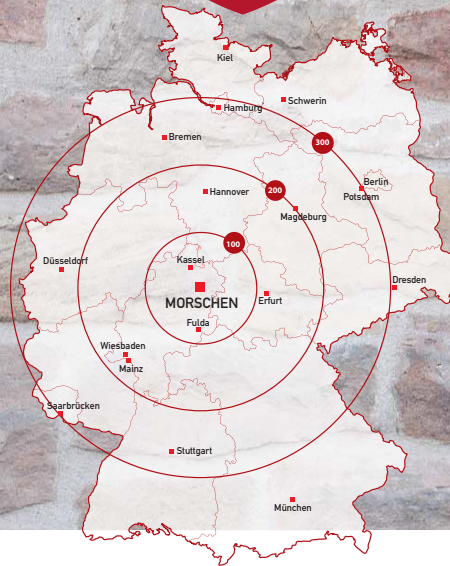 Kiel
Hamburg
Schwerin
Bremen
300
Berlin
Potsdam
200
Hannover
Magdeburg
100
Kassel
Düsseldorf
MORSCHEN
Erfurt
Dresden
Fulda
Wiesbaden
Mainz
Saarbrücken
Stuttgart
München